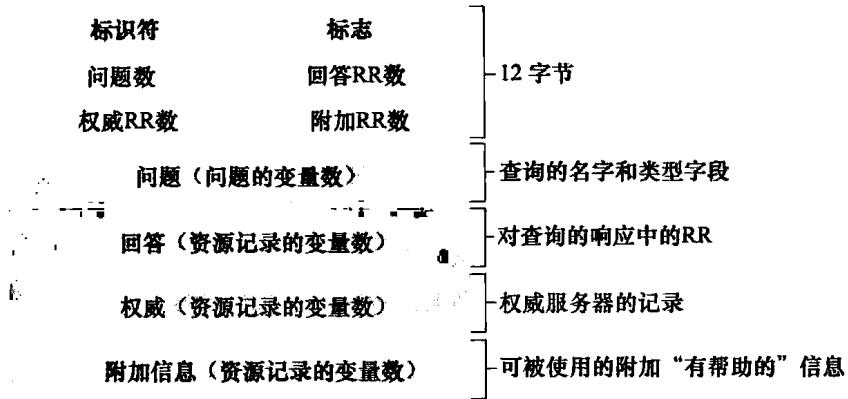 标识符 标志
问题数 回答RR数 12字节
权威RR数 附加RR数
问题（问题的变量数） 查询的名字和类型字段
回答（资源记录的变量数） 对查询的响应中的RR
权威（资源记录的变量数） 权威服务器的记录
附加信息（资源记录的变量数） 可被使用的附加“有帮助的”信息